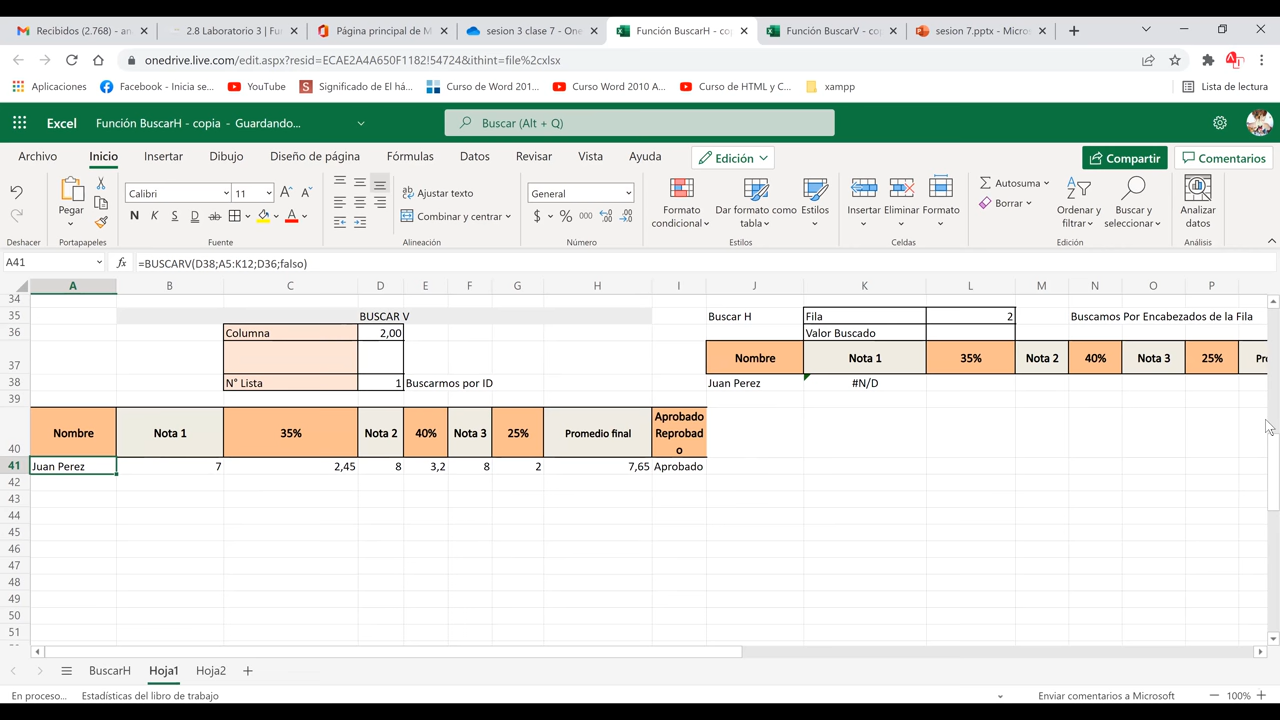 Recibidos (2.768) - an
2.8 Laboratorio 3 | Fu
Página principal de M
sesion 3 clase 7 - One
Función BuscarH - cop
Función BuscarV - cop
sesion 7.pptx - Micros
onedrive.live.com/edit.aspx?resid=ECAE2A4A650F1182!54724&ithint=file%2cxlsx
Aplicaciones
Facebook - Inicia se...
YouTube
Significado de El há...
Curso Word 201...
Curso Word 2010 A...
Curso de HTML y C...
xampp
Lista de lectura
Excel
Función BuscarH - copia - Guardando...
Buscar (Alt + Q)
Archivo
Inicio
Insertar
Dibujo
Diseño de página
Fórmulas
Datos
Revisar
Vista
Ayuda
Edición
Compartir
Comentarios
Pegar
Calibri
11
N K S D ab
Ajustar texto
Combinar y centrar
General
$ % 000
Formato condicional
Dar formato como tabla
Estilos
Insertar
Eliminar
Formato
Autosuma
Borrar
Ordenar y filtrar
Buscar y seleccionar
Analizar datos
Deshacer
Portapapeles
Fuente
Alineación
Número
Estilos
Celdas
Edición
Análisis
A41
fx
=BUSCARV(D38;A5:K12;D36;falso)
A B C D E F G H I J K L M N O P
34
35 BUSCAR V Buscar H Fila 2 Buscamos Por Encabezados de la Fila
36 Columna 2,00 Valor Buscado
37 Nombre Nota 1 35% Nota 2 40% Nota 3 25% Pro
38 N° Lista 1 Buscarmos por ID Juan Perez #N/D
39
40 Nombre Nota 1 35% Nota 2 40% Nota 3 25% Promedio final Aprobado Reprobado
41 Juan Perez 7 2,45 8 3,2 8 2 7,65 Aprobado
42
43
44
45
46
47
48
49
50
51
BuscarH
Hoja1
Hoja2
En proceso...
Estadísticas del libro de trabajo
Enviar comentarios a Microsoft
100%